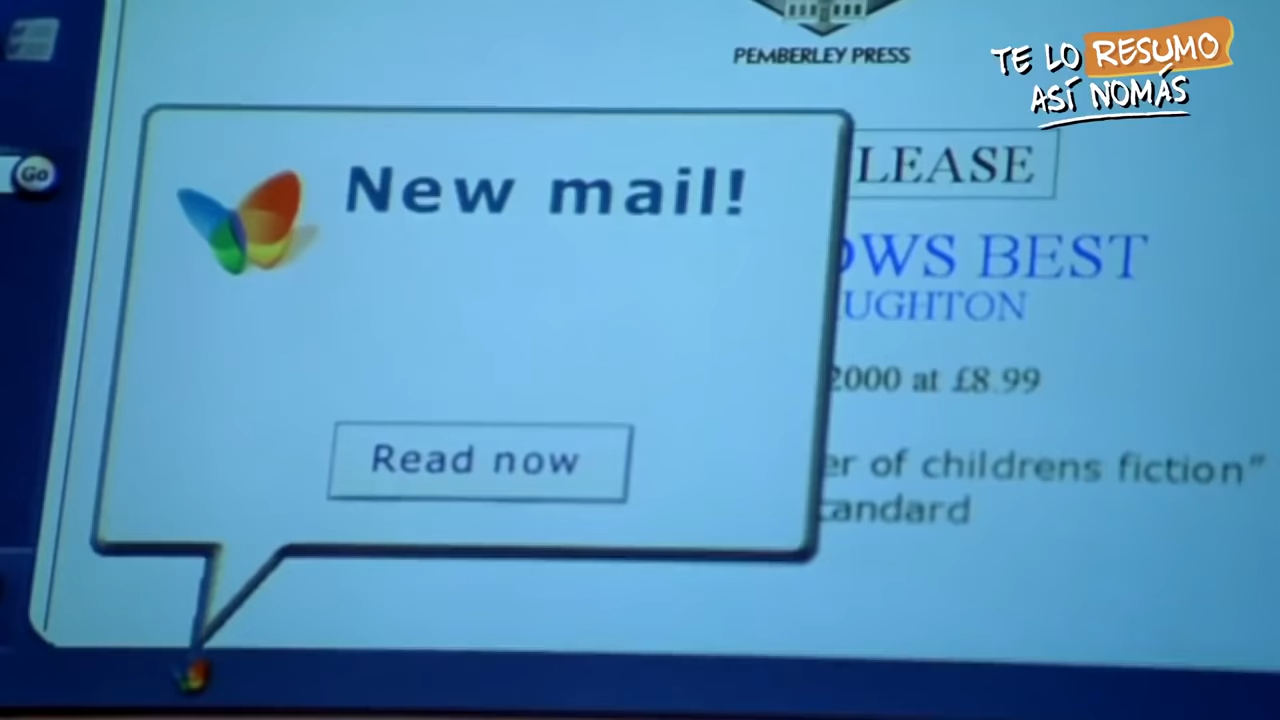 PEMBERLEY PRESS
TE LO RESUMO
ASÍ NOMÁS
Go
New mail!
LEASE
OWS BEST
UGHTON
2000 at £8.99
Read now
er of childrens fiction”
tandard